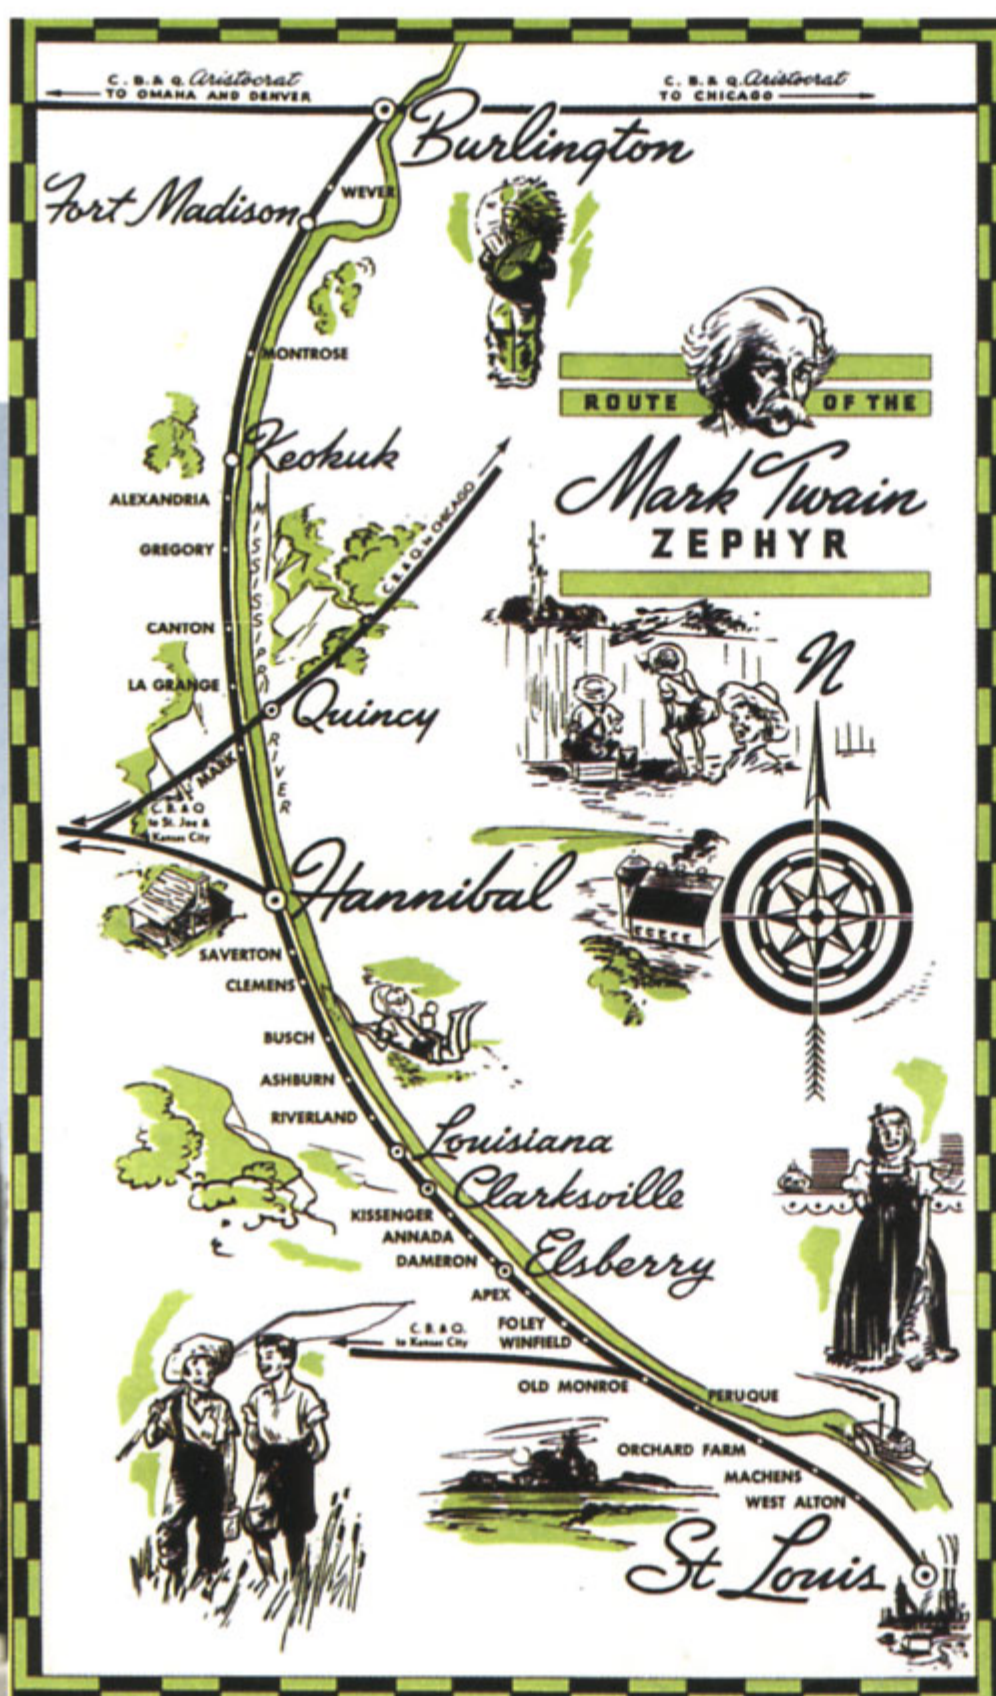 C. B. & Q. Aristocrat
TO OMAHA AND DENVER
C. B. & Q. Aristocrat
TO CHICAGO
Burlington
WEVER
Fort Madison
MONTROSE
ROUTE OF THE
Mark Twain
ZEPHYR
Keokuk
ALEXANDRIA
MISSISSIPPI RIVER
C. B. & Q. to CHICAGO
GREGORY
CANTON
LA GRANGE
Quincy
N
MARK
C. B. & Q
to St. Joe &
Kansas City
Hannibal
SAVERTON
CLEMENS
BUSCH
ASHBURN
RIVERLAND
Louisiana
Clarksville
KISSENGER
ANNADA
DAMERON
Elsberry
APEX
FOLEY
WINFIELD
C. B. & Q.
to Kansas City
OLD MONROE
PERUQUE
ORCHARD FARM
MACHENS
WEST ALTON
St Louis